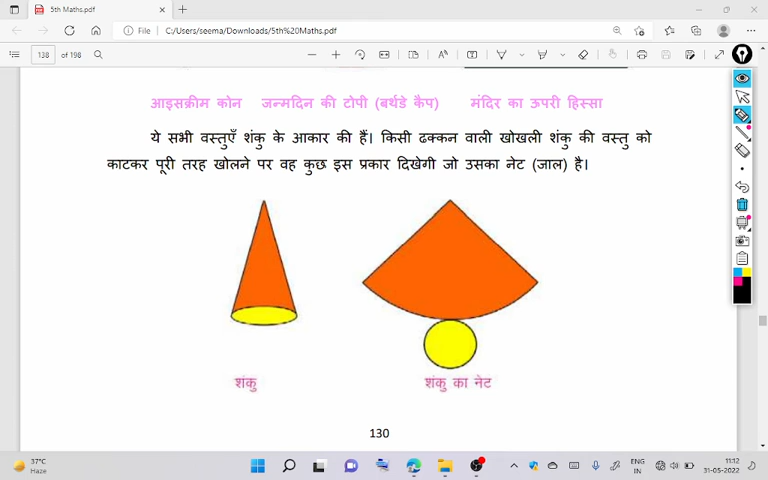 5th Maths.pdf
File
C:/Users/seema/Downloads/5th%20Maths.pdf
138 of 198
आइसक्रीम कोन जन्मदिन की टोपी (बर्थडे कैप) मंदिर का ऊपरी हिस्सा
ये सभी वस्तुएँ शंकु के आकार की हैं। किसी ढक्कन वाली खोखली शंकु की वस्तु को
काटकर पूरी तरह खोलने पर वह कुछ इस प्रकार दिखेगी जो उसका नेट (जाल) है।
शंकु शंकु का नेट
130
37°C
Haze
ENG
IN
11:12
31-05-2022